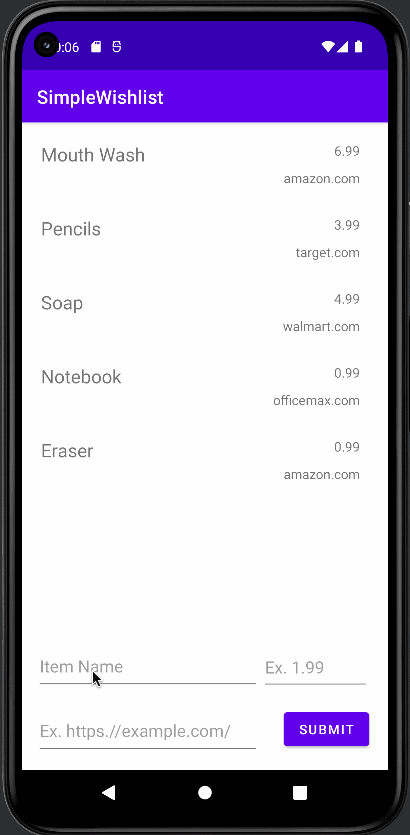 :06
SimpleWishlist
Mouth Wash 6.99
amazon.com
Pencils 3.99
target.com
Soap 4.99
walmart.com
Notebook 0.99
officemax.com
Eraser 0.99
amazon.com
Item Name Ex. 1.99
Ex. https://example.com/ SUBMIT